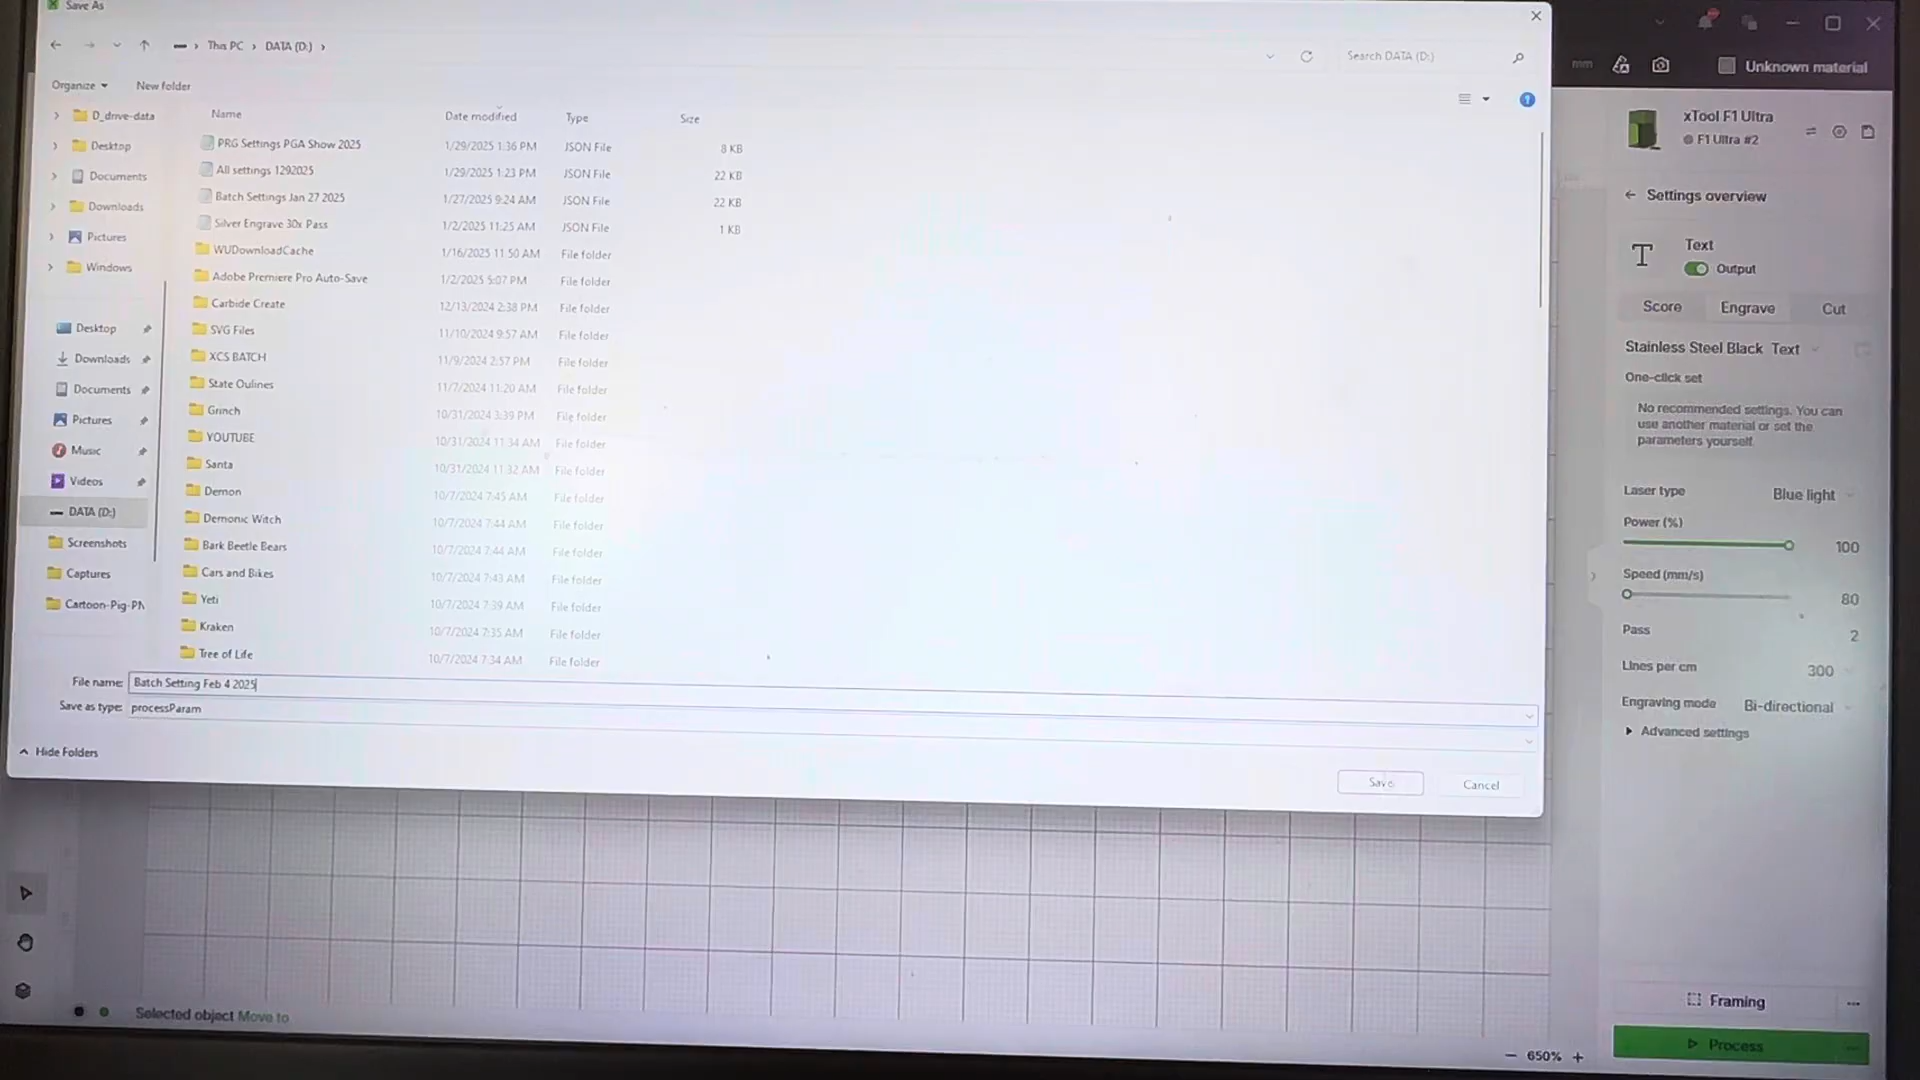 Save As
This PC > DATA (D:) >
Search DATA (D:)
mm
Unknown material
Organize
New folder
Name
Date modified
Type
Size
PRG Settings PGA Show 2025 1/29/2025 1:36 PM JSON File 8 KB
All settings 1292025 1/29/2025 1:23 PM JSON File 22 KB
Batch Settings Jan 27 2025 1/27/2025 9:24 AM JSON File 22 KB
Silver Engrave 30x Pass 1/2/2025 11:25 AM JSON File 1 KB
WUDownloadCache 1/16/2025 11:50 AM File folder
Adobe Premiere Pro Auto-Save 1/2/2025 5:07 PM File folder
Carbide Create 12/13/2024 2:38 PM File folder
SVG Files 11/10/2024 9:57 AM File folder
XCS BATCH 11/9/2024 2:57 PM File folder
State Oulines 11/7/2024 11:20 AM File folder
Grinch 10/31/2024 3:39 PM File folder
YOUTUBE 10/31/2024 11:34 AM File folder
Santa 10/31/2024 11:32 AM File folder
Demon 10/7/2024 7:45 AM File folder
Demonic Witch 10/7/2024 7:44 AM File folder
Bark Beetle Bears 10/7/2024 7:44 AM File folder
Cars and Bikes 10/7/2024 7:43 AM File folder
Yeti 10/7/2024 7:39 AM File folder
Kraken 10/7/2024 7:35 AM File folder
Tree of Life 10/7/2024 7:34 AM File folder
D_drive-data
Desktop
Documents
Downloads
Pictures
Windows
Desktop
Downloads
Documents
Pictures
Music
Videos
DATA (D:)
Screenshots
Captures
Cartoon-Pig-PN
File name: Batch Setting Feb 4 2025
Save as type: processParam
Hide Folders
Save
Cancel
xTool F1 Ultra
F1 Ultra #2
Settings overview
Text
Output
Score
Engrave
Cut
Stainless Steel Black Text
One-click set
No recommended settings. You can
use another material or set the
parameters yourself.
Laser type Blue light
Power (%)
100
Speed (mm/s)
80
Pass 2
Lines per cm 300
Engraving mode Bi-directional
Advanced settings
Framing
Process
Selected object Move to
650%